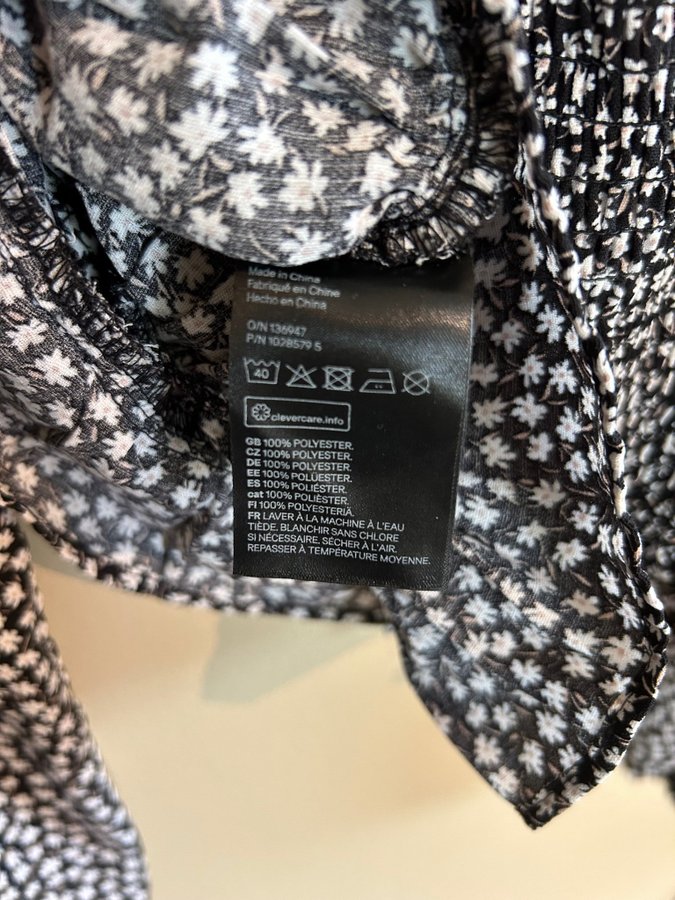 Made in China
Fabriqué en Chine
Hecho en China
O/N 136947
P/N 1028579 5
40
clevercare.info
GB 100% POLYESTER.
CZ 100% POLYESTER.
DE 100% POLYESTER.
EE 100% POLÜESTER.
ES 100% POLIÉSTER.
cat 100% POLIÈSTER.
FI 100% POLYESTERIÄ.
FR LAVER À LA MACHINE À L'EAU
TIÈDE. BLANCHIR SANS CHLORE
SI NÉCESSAIRE. SÉCHER À L'AIR.
REPASSER À TEMPÉRATURE MOYENNE.